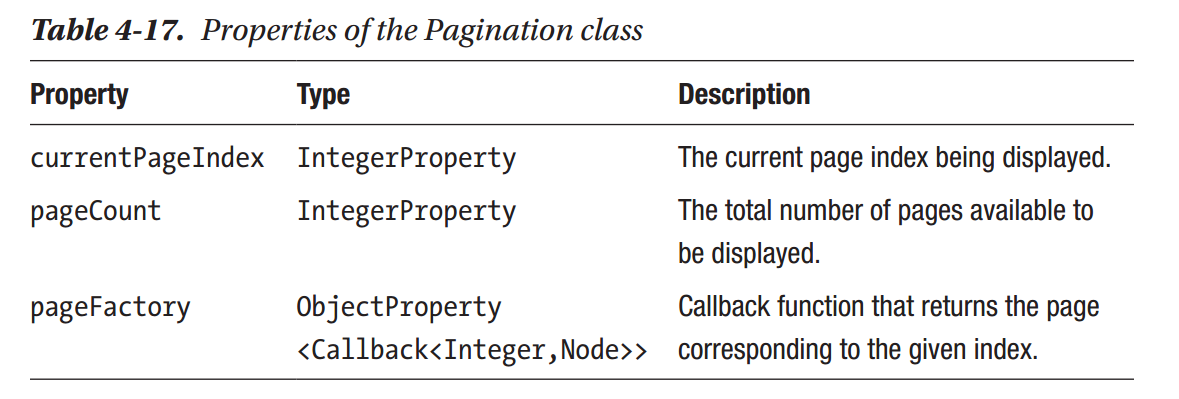 Table 4-17. Properties of the Pagination class
Property Type Description
currentPageIndex IntegerProperty The current page index being displayed.
pageCount IntegerProperty The total number of pages available to
be displayed.
pageFactory ObjectProperty Callback function that returns the page
<Callback<Integer,Node>> corresponding to the given index.